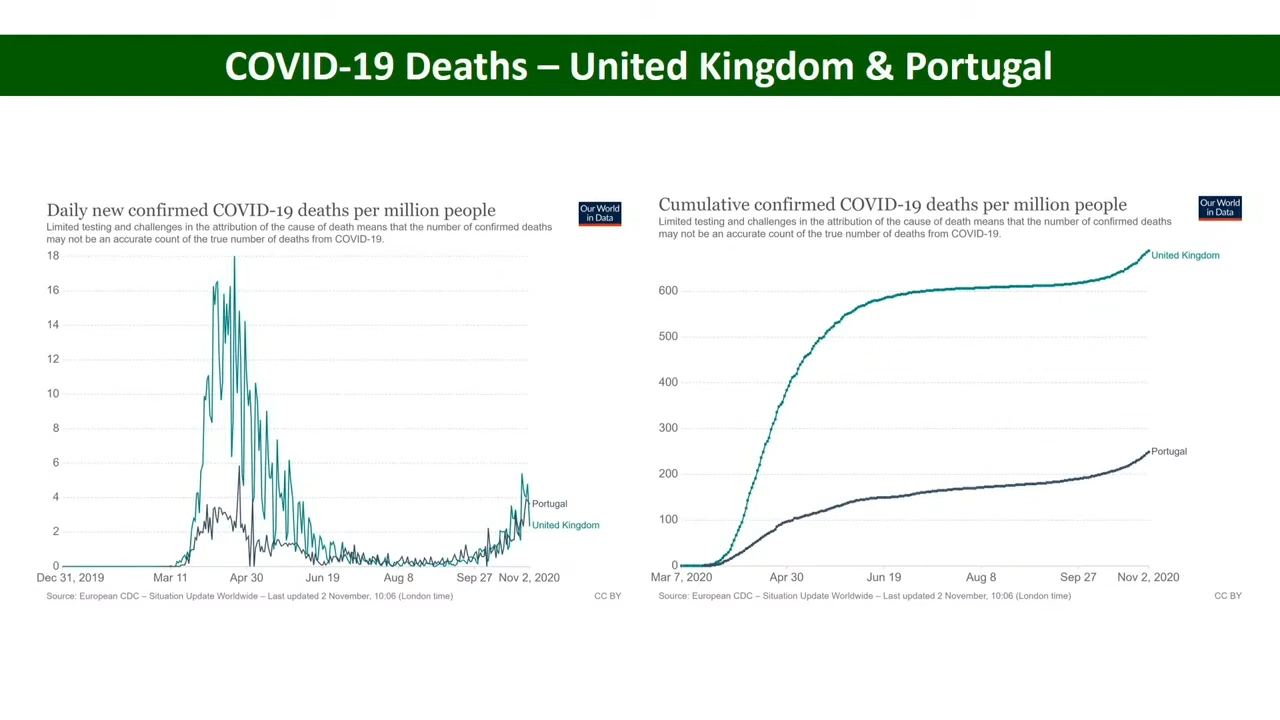 COVID-19 Deaths – United Kingdom & Portugal
Daily new confirmed COVID-19 deaths per million people
Limited testing and challenges in the attribution of the cause of death means that the number of confirmed deaths
may not be an accurate count of the true number of deaths from COVID-19.
Our World
in Data
18
16
14
12
10
8
6
4
2
0
Portugal
United Kingdom
Dec 31, 2019
Mar 11
Apr 30
Jun 19
Aug 8
Sep 27
Nov 2, 2020
Source: European CDC – Situation Update Worldwide – Last updated 2 November, 10:06 (London time)
CC BY
Cumulative confirmed COVID-19 deaths per million people
Limited testing and challenges in the attribution of the cause of death means that the number of confirmed deaths
may not be an accurate count of the true number of deaths from COVID-19.
Our World
in Data
United Kingdom
600
500
400
300
200
100
0
Portugal
Mar 7, 2020
Apr 30
Jun 19
Aug 8
Sep 27
Nov 2, 2020
Source: European CDC – Situation Update Worldwide – Last updated 2 November, 10:06 (London time)
CC BY